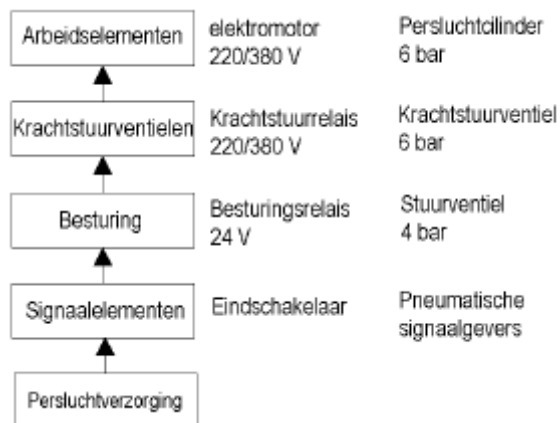 Arbeidselementen
elektromotor
220/380 V
Persluchtcilinder
6 bar
Krachtstuurventielen
Krachtstuurrelais
220/380 V
Krachtstuurventiel
6 bar
Besturing
Besturingsrelais
24 V
Stuurventiel
4 bar
Signaalelementen
Eindschakelaar
Pneumatische
signaalgevers
Persluchtverzorging